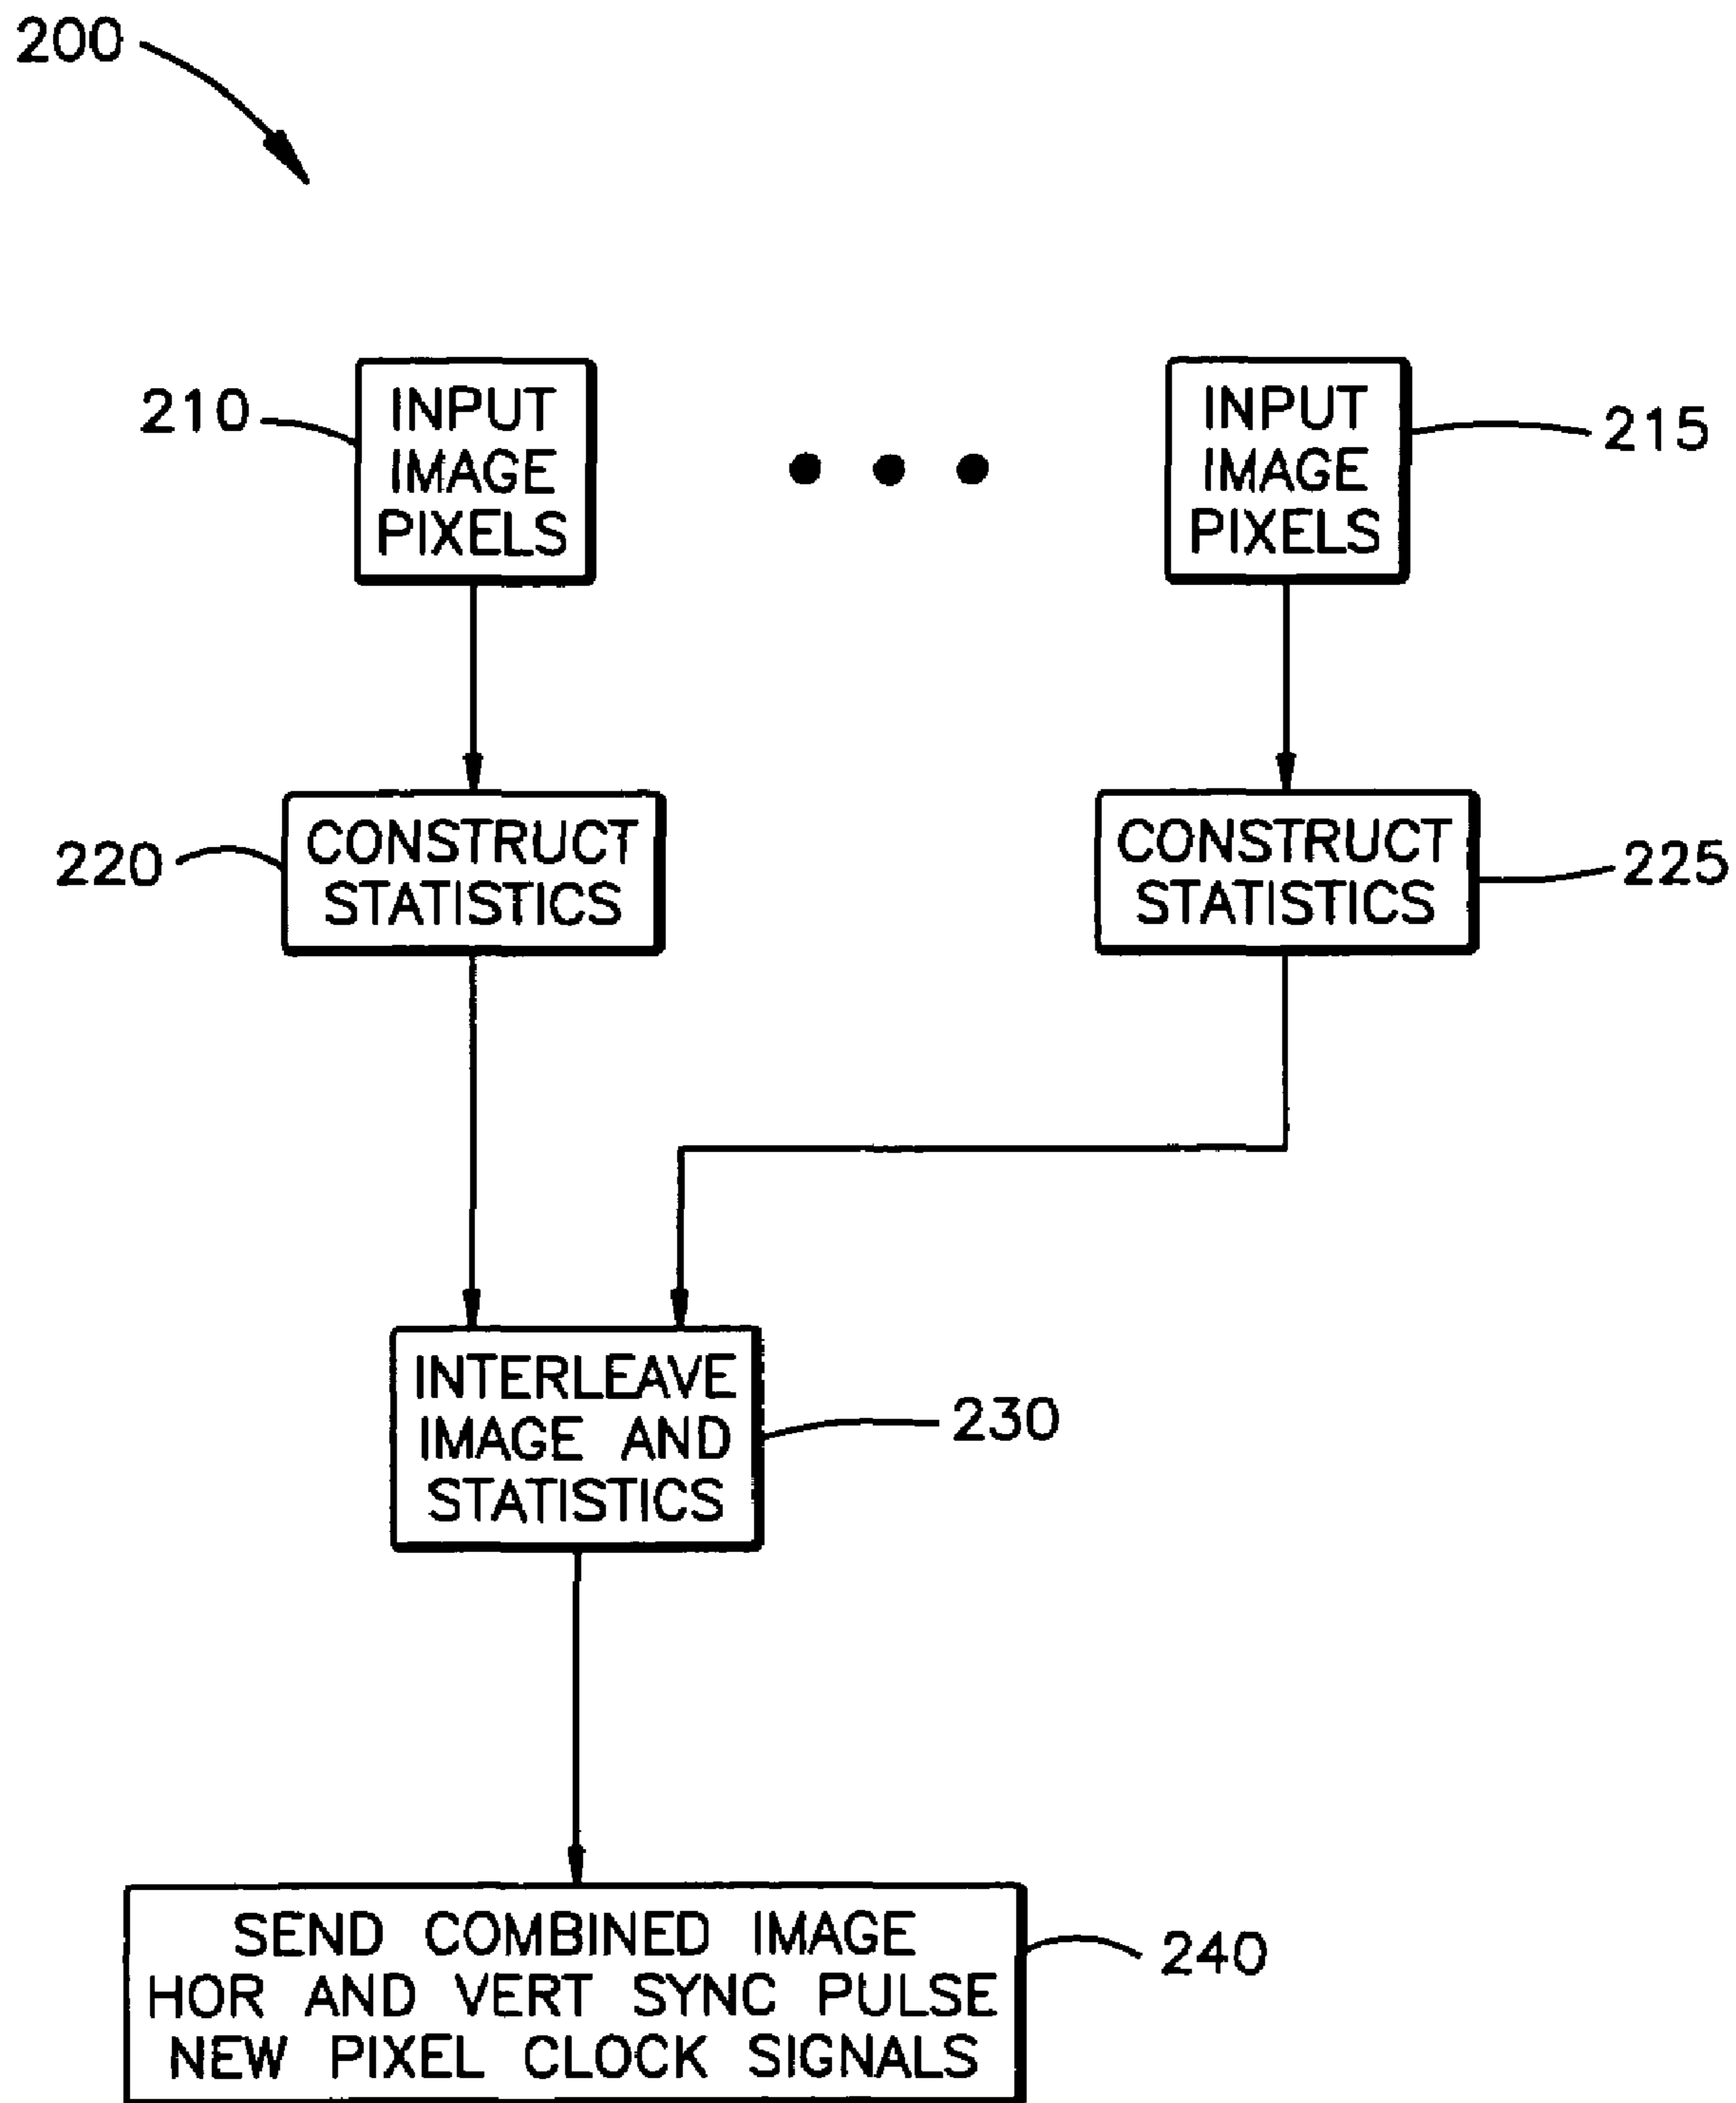 200
210
INPUT
IMAGE
PIXELS
INPUT
IMAGE
PIXELS
215
220
CONSTRUCT
STATISTICS
CONSTRUCT
STATISTICS
225
INTERLEAVE
IMAGE AND
STATISTICS
230
SEND COMBINED IMAGE
HOR AND VERT SYNC PULSE
NEW PIXEL CLOCK SIGNALS
240